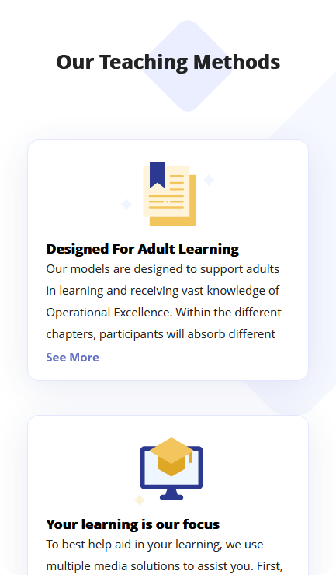 Our Teaching Methods
Designed For Adult Learning
Our models are designed to support adults
in learning and receiving vast knowledge of
Operational Excellence. Within the different
chapters, participants will absorb different
See More
Your learning is our focus
To best help aid in your learning, we use
multiple media solutions to assist you. First,